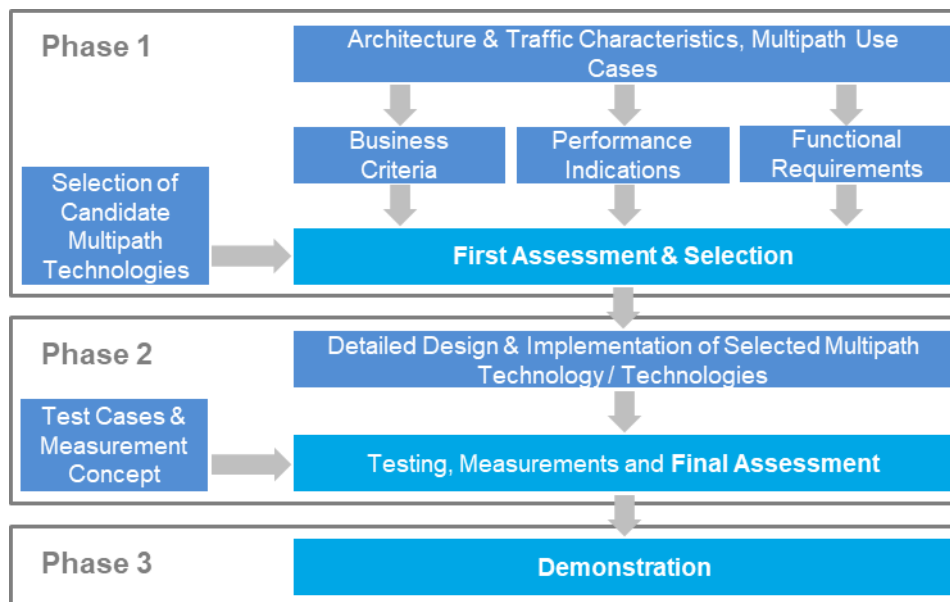 Phase 1
Architecture & Traffic Characteristics, Multipath Use
Cases
Business
Criteria
Performance
Indications
Functional
Requirements
Selection of
Candidate
Multipath
Technologies
First Assessment & Selection
Phase 2
Detailed Design & Implementation of Selected Multipath
Technology / Technologies
Test Cases &
Measurement
Concept
Testing, Measurements and Final Assessment
Phase 3
Demonstration